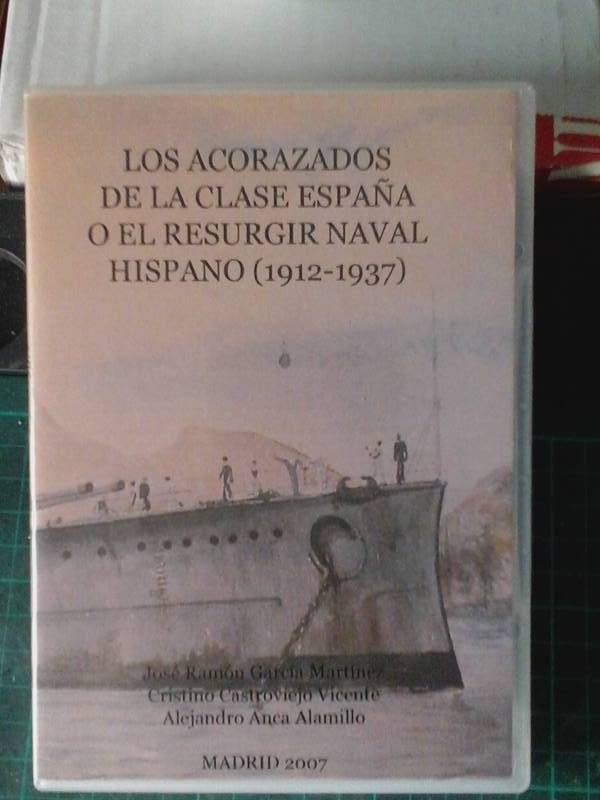 LOS ACORAZADOS
DE LA CLASE ESPAÑA
O EL RESURGIR NAVAL
HISPANO (1912-1937)
José Ramón García Martínez
Cristino Castroviejo Vicente
Alejandro Anca Alamillo
MADRID 2007